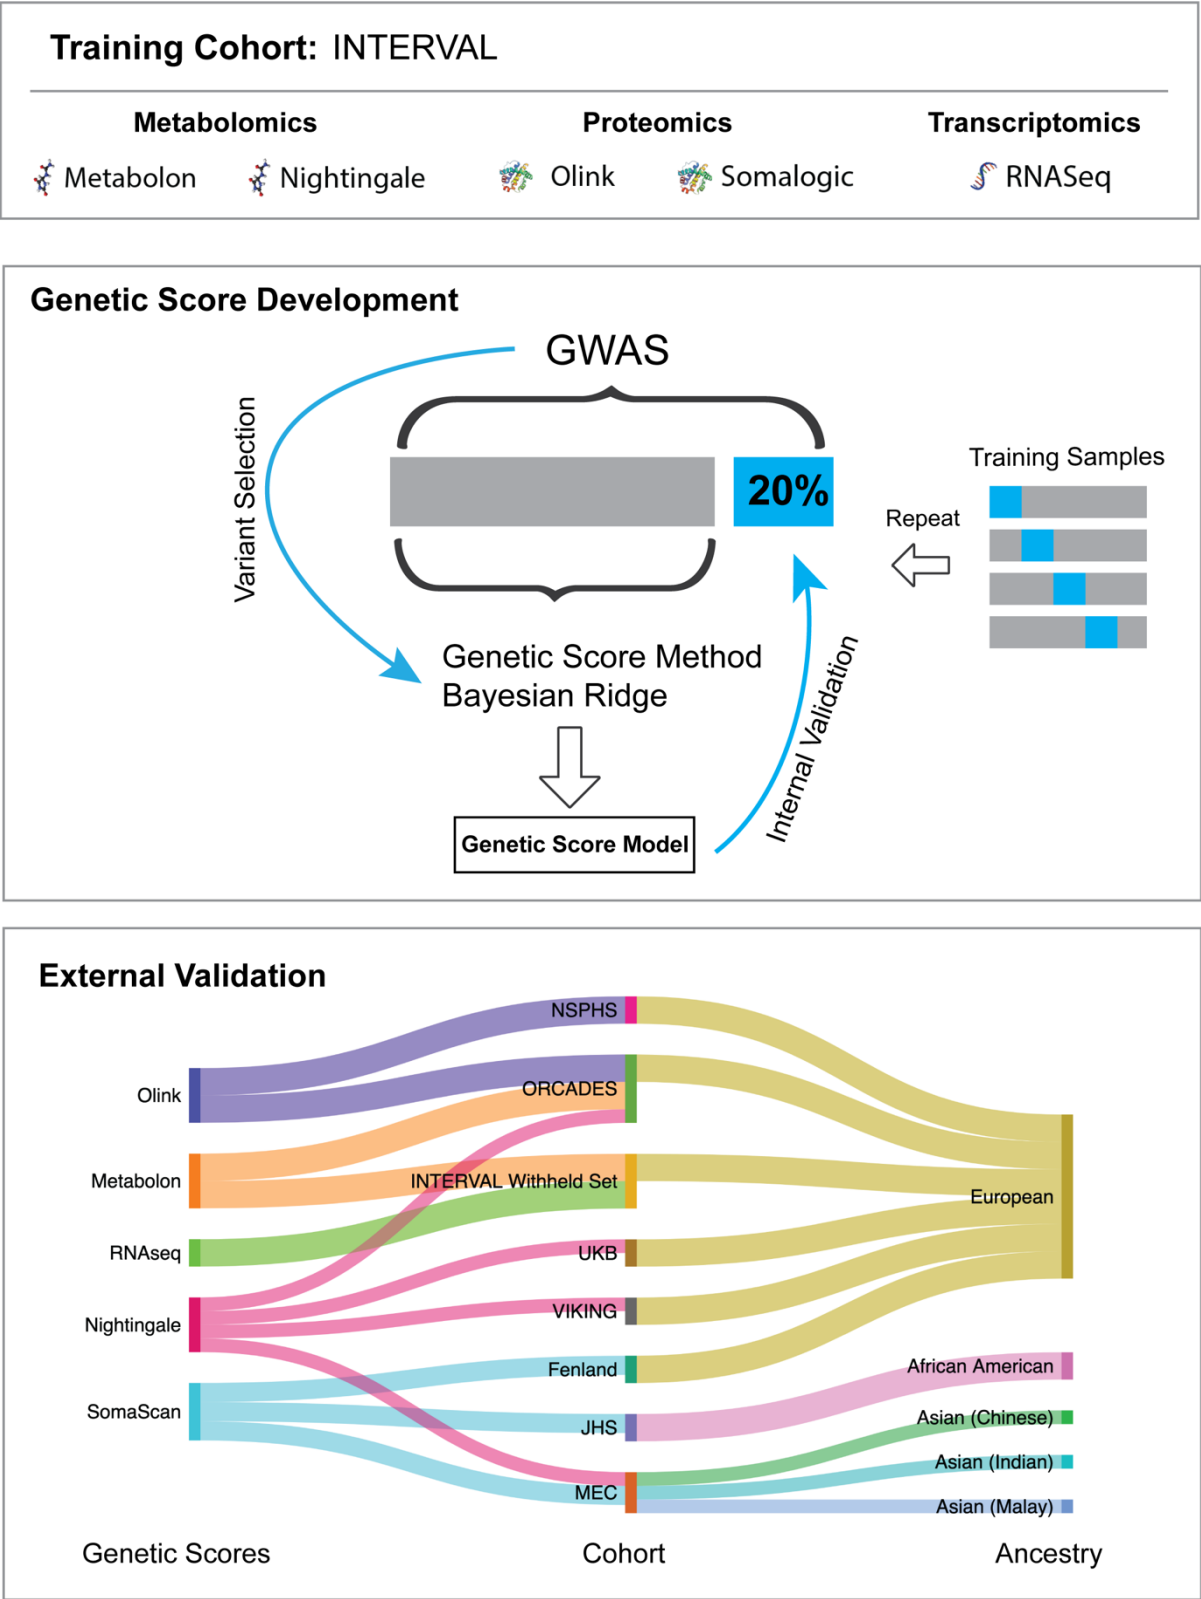 Training Cohort: INTERVAL
Metabolomics Proteomics Transcriptomics
Metabolon Nightingale Olink Somalogic RNASeq
Genetic Score Development
GWAS
Variant Selection
20%
Training Samples
Repeat
Genetic Score Method
Bayesian Ridge
Internal Validation
Genetic Score Model
External Validation
NSPHS
Olink
ORCADES
Metabolon
INTERVAL Withheld Set
European
RNAseq
UKB
Nightingale
VIKING
Fenland
African American
SomaScan
JHS
Asian (Chinese)
Asian (Indian)
MEC
Asian (Malay)
Genetic Scores Cohort Ancestry